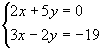 2x + 5y = 0
3x − 2y = −19